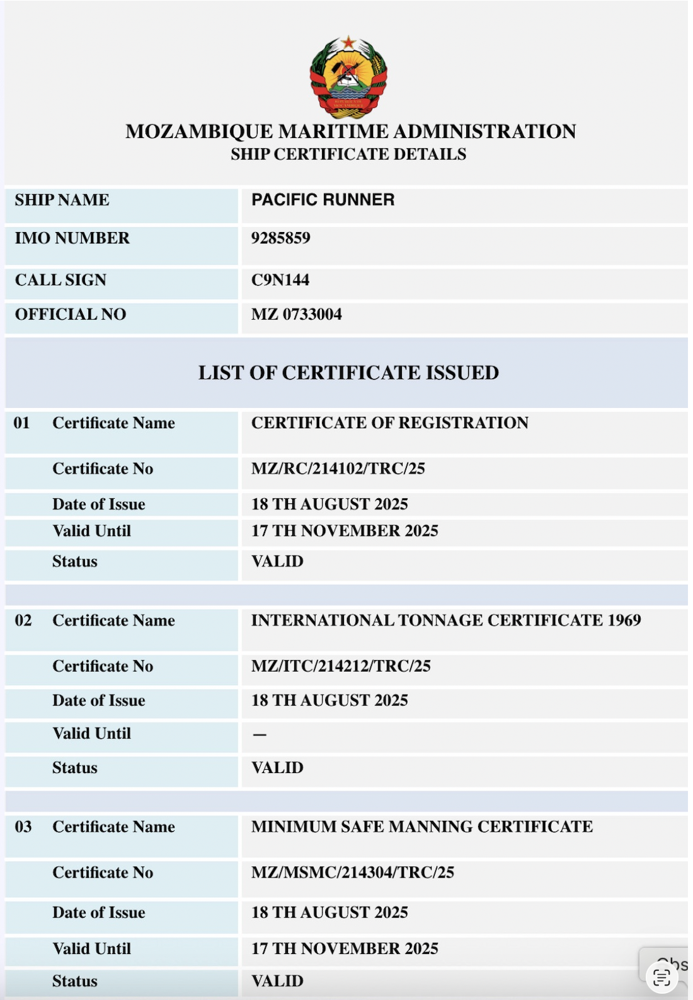 REPÚBLICA DE
MOÇAMBIQUE
MOZAMBIQUE MARITIME ADMINISTRATION
SHIP CERTIFICATE DETAILS
SHIP NAME PACIFIC RUNNER
IMO NUMBER 9285859
CALL SIGN C9N144
OFFICIAL NO MZ 0733004
LIST OF CERTIFICATE ISSUED
01 Certificate Name CERTIFICATE OF REGISTRATION
Certificate No MZ/RC/214102/TRC/25
Date of Issue 18 TH AUGUST 2025
Valid Until 17 TH NOVEMBER 2025
Status VALID
02 Certificate Name INTERNATIONAL TONNAGE CERTIFICATE 1969
Certificate No MZ/ITC/214212/TRC/25
Date of Issue 18 TH AUGUST 2025
Valid Until —
Status VALID
03 Certificate Name MINIMUM SAFE MANNING CERTIFICATE
Certificate No MZ/MSMC/214304/TRC/25
Date of Issue 18 TH AUGUST 2025
Valid Until 17 TH NOVEMBER 2025
Status VALID